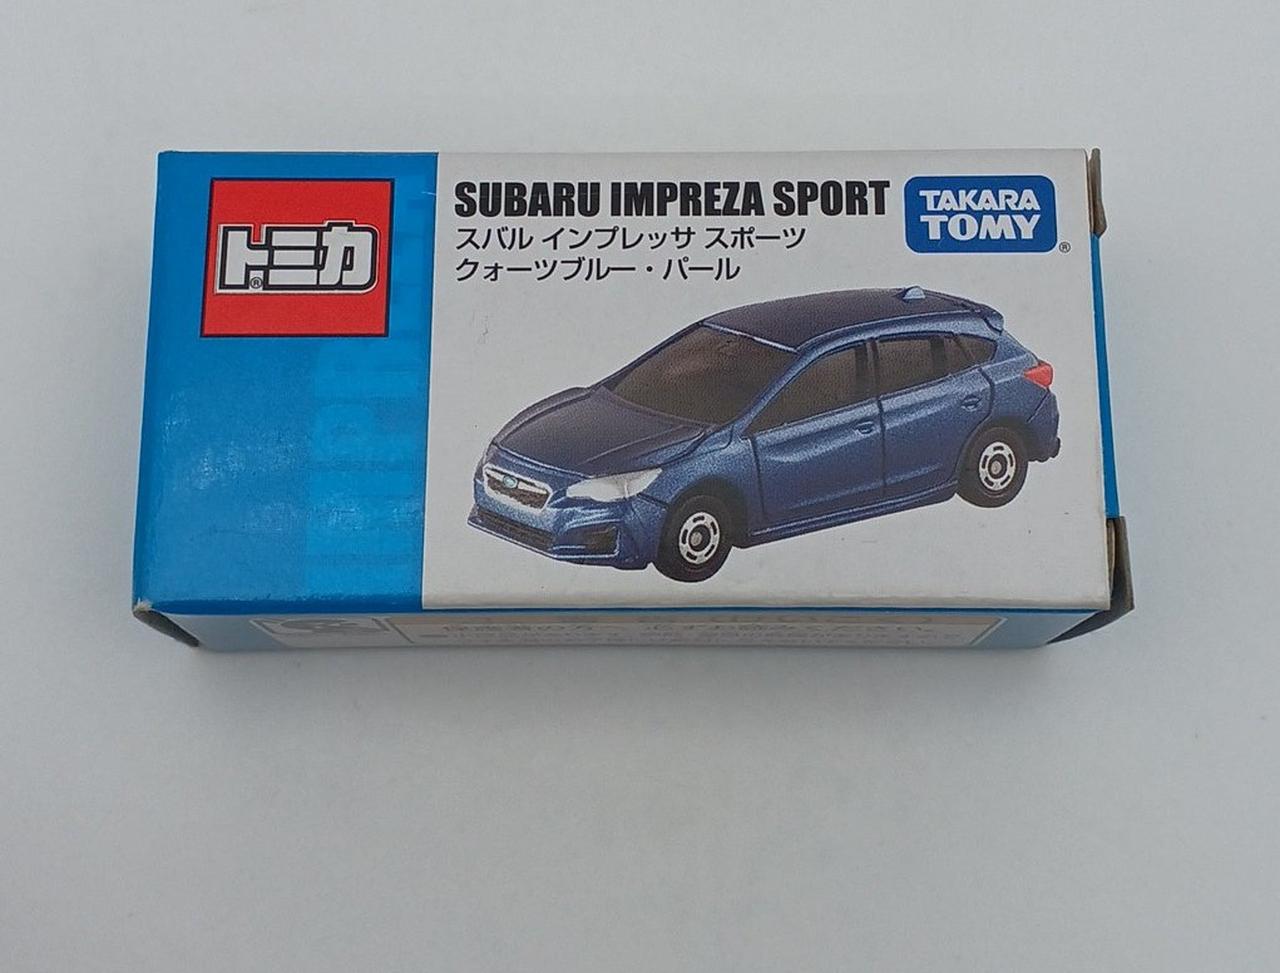 トミカ®
SUBARU IMPREZA SPORT
スバル インプレッサ スポーツ
クォーツブルー・パール
TAKARA
TOMY®